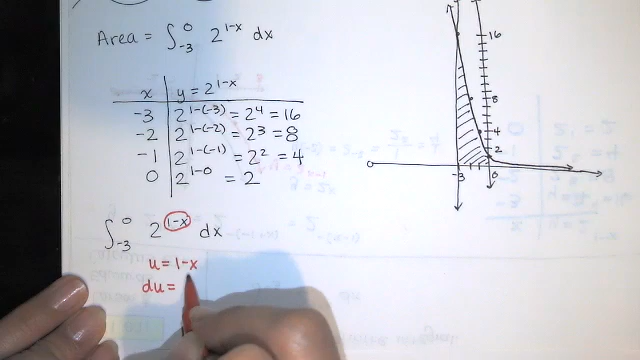 Area = ∫₋₃⁰ 2^(1-x) dx
x | y = 2^(1-x)
-3 | 2^(1-(-3)) = 2⁴ = 16
-2 | 2^(1-(-2)) = 2³ = 8
-1 | 2^(1-(-1)) = 2² = 4
0 | 2^(1-0) = 2
∫₋₃⁰ 2^(1-x) dx
u = 1-x
du =
16
8
4
2
-3 0